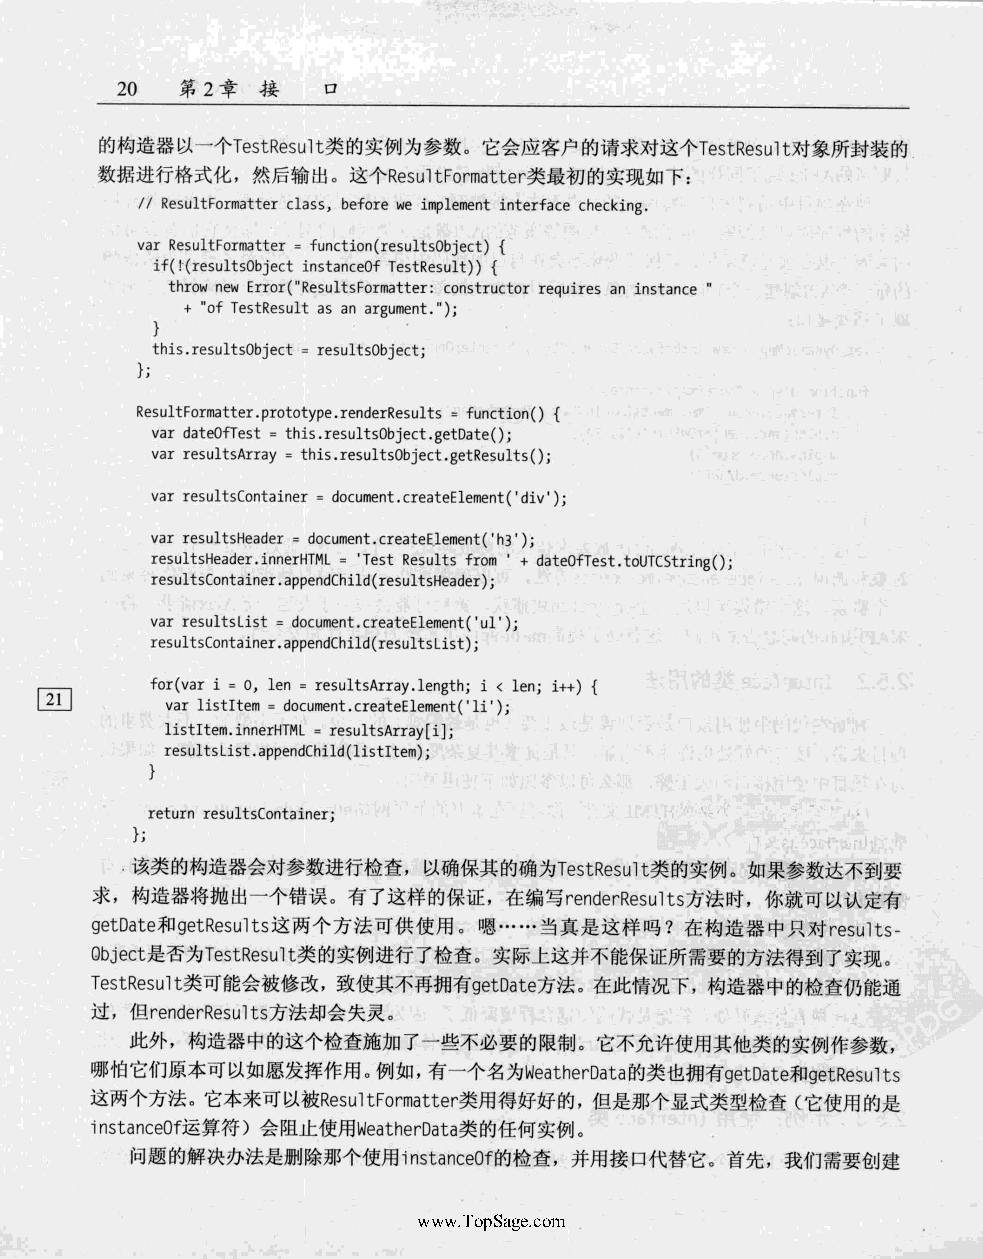 20 第2章 接 口
的构造器以一个TestResult类的实例为参数。它会应客户的请求对这个TestResult对象所封装的
数据进行格式化，然后输出。这个ResultFormatter类最初的实现如下：
// ResultFormatter class, before we implement interface checking.
var ResultFormatter = function(resultsObject) {
if(!(resultsObject instanceOf TestResult)) {
throw new Error("ResultsFormatter: constructor requires an instance "
+ "of TestResult as an argument.");
}
this.resultsObject = resultsObject;
};
ResultFormatter.prototype.renderResults = function() {
var dateOfTest = this.resultsObject.getDate();
var resultsArray = this.resultsObject.getResults();
var resultsContainer = document.createElement('div');
var resultsHeader = document.createElement('h3');
resultsHeader.innerHTML = 'Test Results from ' + dateOfTest.toUTCString();
resultsContainer.appendChild(resultsHeader);
var resultsList = document.createElement('ul');
resultsContainer.appendChild(resultsList);
for(var i = 0, len = resultsArray.length; i < len; i++) {
21
var listItem = document.createElement('li');
listItem.innerHTML = resultsArray[i];
resultsList.appendChild(listItem);
}
return resultsContainer;
};
该类的构造器会对参数进行检查，以确保其的确为TestResult类的实例。如果参数达不到要
求，构造器将抛出一个错误。有了这样的保证，在编写renderResults方法时，你就可以认定有
getDate和getResults这两个方法可供使用。嗯……当真是这样吗？在构造器中只对results-
Object是否为TestResult类的实例进行了检查。实际上这并不能保证所需要的方法得到了实现。
TestResult类可能会被修改，致使其不再拥有getDate方法。在此情况下，构造器中的检查仍能通
过，但renderResults方法却会失灵。
此外，构造器中的这个检查施加了一些不必要的限制。它不允许使用其他类的实例作参数，
哪怕它们原本可以如愿发挥作用。例如，有一个名为WeatherData的类也拥有getDate和getResults
这两个方法。它本来可以被ResultFormatter类用得好好的，但是那个显式类型检查（它使用的是
instanceOf运算符）会阻止使用WeatherData类的任何实例。
问题的解决办法是删除那个使用instanceOf的检查，并用接口代替它。首先，我们需要创建
www.TopSage.com